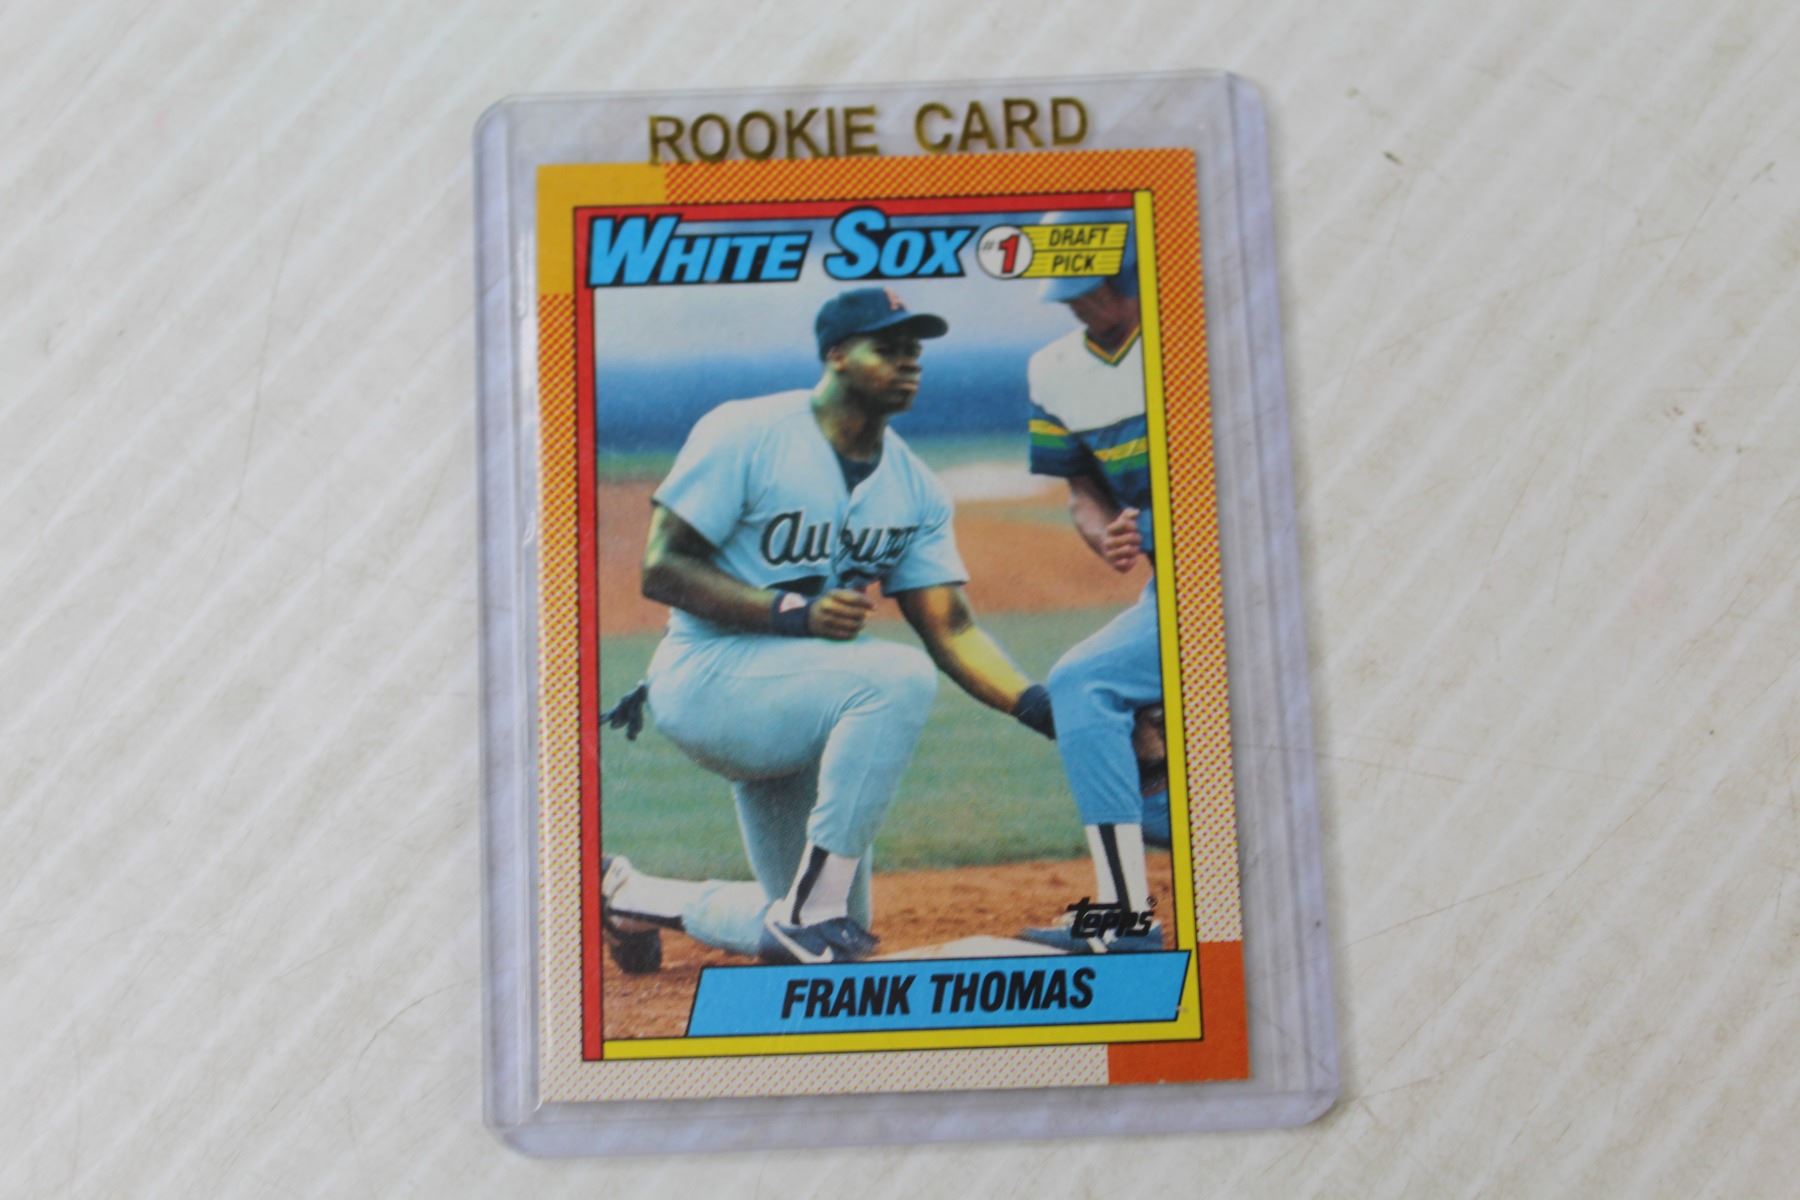 ROOKIE CARD
WHITE SOX #1 DRAFT PICK
A
Auburn
topps®
FRANK THOMAS